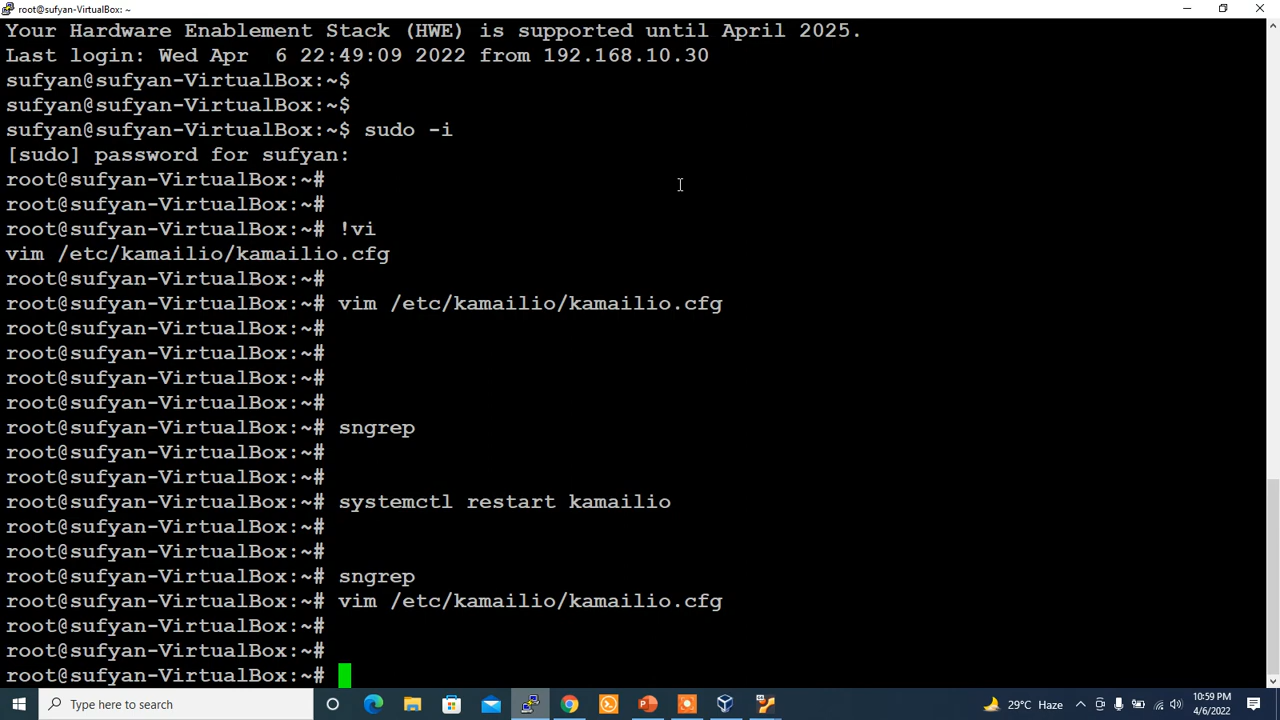 root@sufyan-VirtualBox: ~
Your Hardware Enablement Stack (HWE) is supported until April 2025.
Last login: Wed Apr  6 22:49:09 2022 from 192.168.10.30
sufyan@sufyan-VirtualBox:~$
sufyan@sufyan-VirtualBox:~$
sufyan@sufyan-VirtualBox:~$ sudo -i
[sudo] password for sufyan:
root@sufyan-VirtualBox:~#
root@sufyan-VirtualBox:~#
root@sufyan-VirtualBox:~# !vi
vim /etc/kamailio/kamailio.cfg
root@sufyan-VirtualBox:~#
root@sufyan-VirtualBox:~# vim /etc/kamailio/kamailio.cfg
root@sufyan-VirtualBox:~#
root@sufyan-VirtualBox:~#
root@sufyan-VirtualBox:~#
root@sufyan-VirtualBox:~#
root@sufyan-VirtualBox:~# sngrep
root@sufyan-VirtualBox:~#
root@sufyan-VirtualBox:~#
root@sufyan-VirtualBox:~# systemctl restart kamailio
root@sufyan-VirtualBox:~#
root@sufyan-VirtualBox:~#
root@sufyan-VirtualBox:~# sngrep
root@sufyan-VirtualBox:~# vim /etc/kamailio/kamailio.cfg
root@sufyan-VirtualBox:~#
root@sufyan-VirtualBox:~#
root@sufyan-VirtualBox:~#
Type here to search
29°C Haze
10:59 PM
4/6/2022